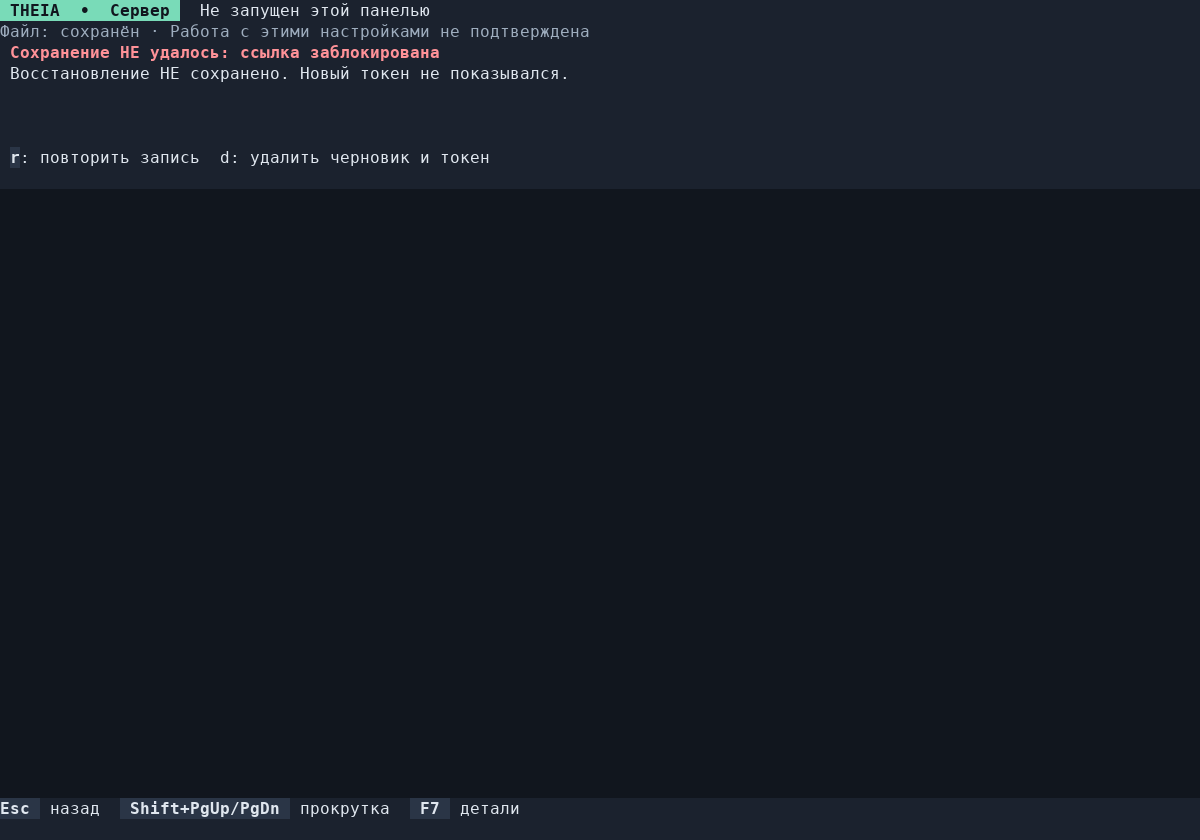 THEIA • Сервер Не запущен этой панелью
Файл: сохранён · Работа с этими настройками не подтверждена
Сохранение НЕ удалось: ссылка заблокирована
Восстановление НЕ сохранено. Новый токен не показывался.
r: повторить запись d: удалить черновик и токен
Esc назад Shift+PgUp/PgDn прокрутка F7 детали